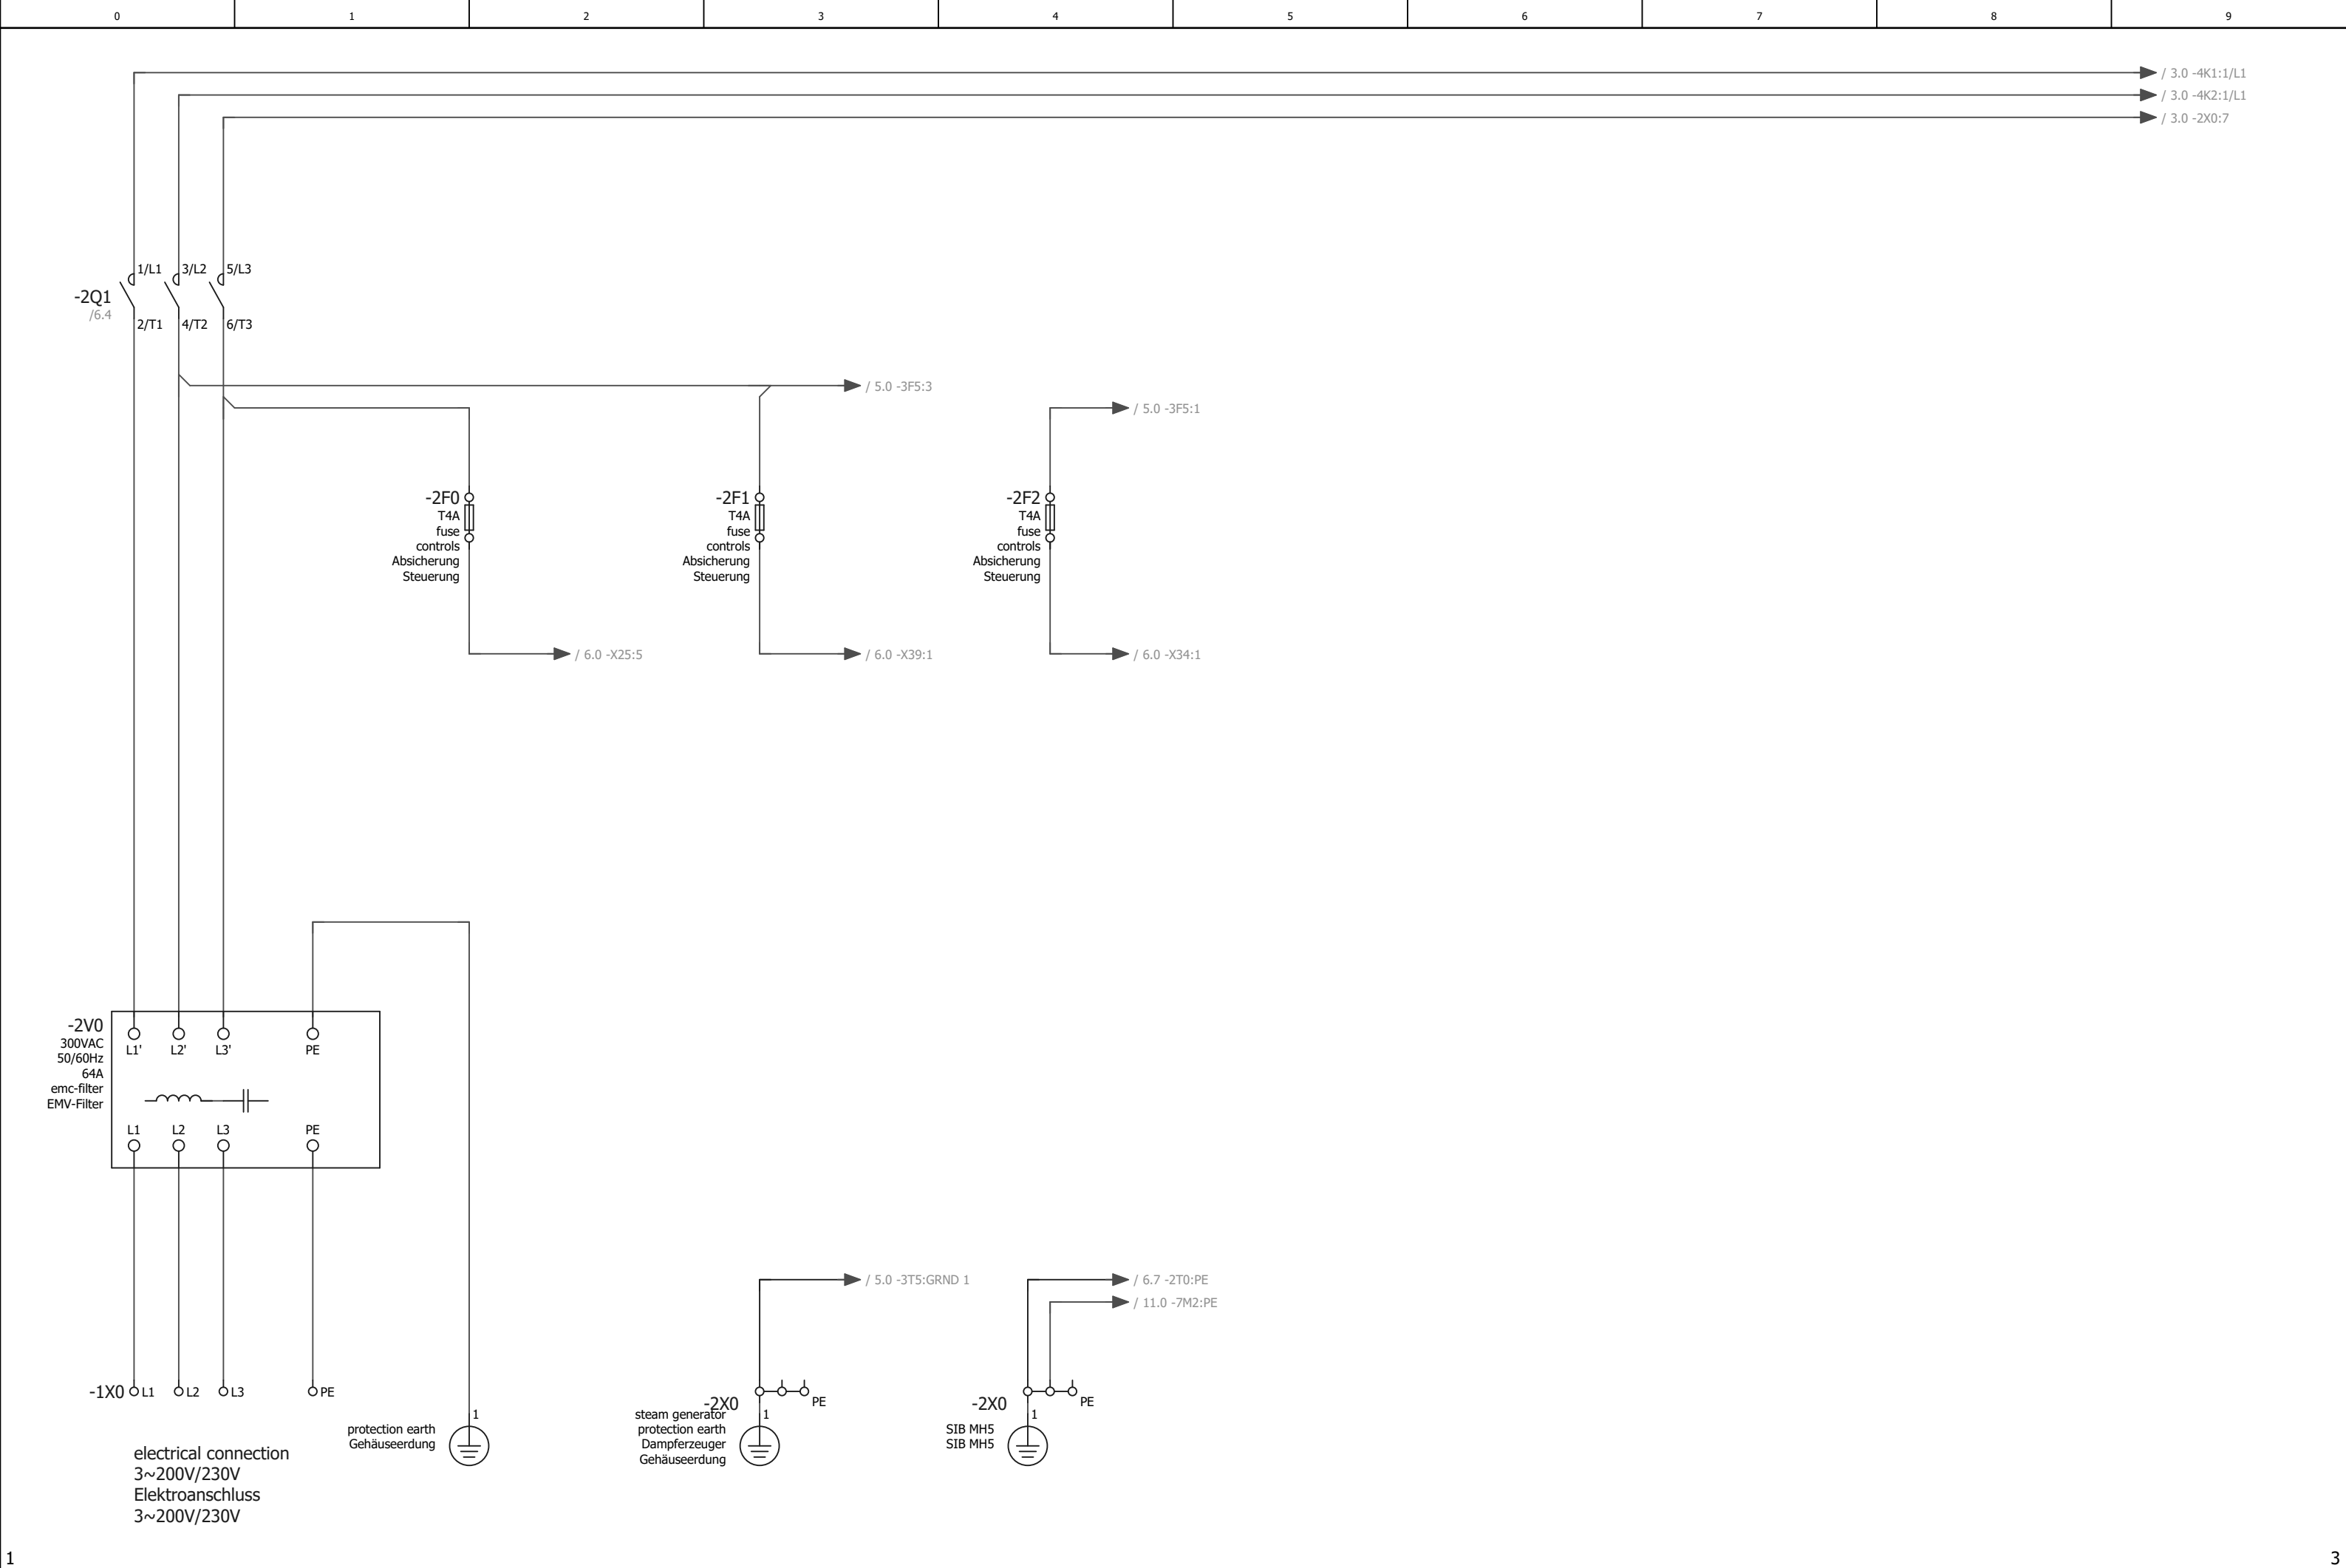 0 1 2 3 4 5 6 7 8 9
/ 3.0 -4K1:1/L1
/ 3.0 -4K2:1/L1
/ 3.0 -2X0:7
1/L1 3/L2 5/L3
-2Q1
/6.4
2/T1 4/T2 6/T3
/ 5.0 -3F5:3
/ 5.0 -3F5:1
-2F0
T4A
fuse
controls
Absicherung
Steuerung
-2F1
T4A
fuse
controls
Absicherung
Steuerung
-2F2
T4A
fuse
controls
Absicherung
Steuerung
/ 6.0 -X25:5
/ 6.0 -X39:1
/ 6.0 -X34:1
-2V0
300VAC
50/60Hz
64A
emc-filter
EMV-Filter
L1' L2' L3' PE
L1 L2 L3 PE
/ 5.0 -3T5:GRND 1
/ 6.7 -2T0:PE
/ 11.0 -7M2:PE
-1X0 L1 L2 L3 PE
1
protection earth
Gehäuseerdung
-2X0
PE
1
steam generator
protection earth
Dampferzeuger
Gehäuseerdung
-2X0
PE
1
SIB MH5
SIB MH5
electrical connection
3~200V/230V
Elektroanschluss
3~200V/230V
1
3